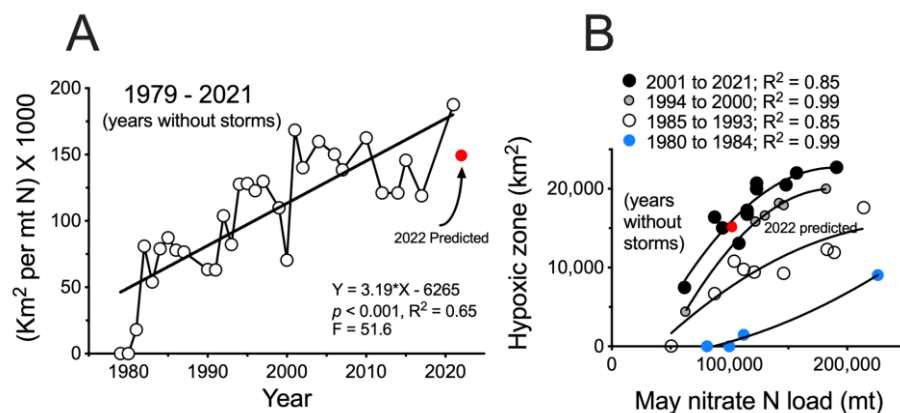 A
1979 - 2021
(years without storms)
(Km² per mt N) X 1000
200
150
100
50
0
2022 Predicted
Y = 3.19*X - 6265
p < 0.001, R² = 0.65
F = 51.6
1980
1990
2000
2010
2020
Year
B
2001 to 2021; R² = 0.85
1994 to 2000; R² = 0.99
1985 to 1993; R² = 0.85
1980 to 1984; R² = 0.99
Hypoxic zone (km²)
20,000
10,000
0
(years
without
storms)
2022 predicted
0
100,000
200,000
May nitrate N load (mt)